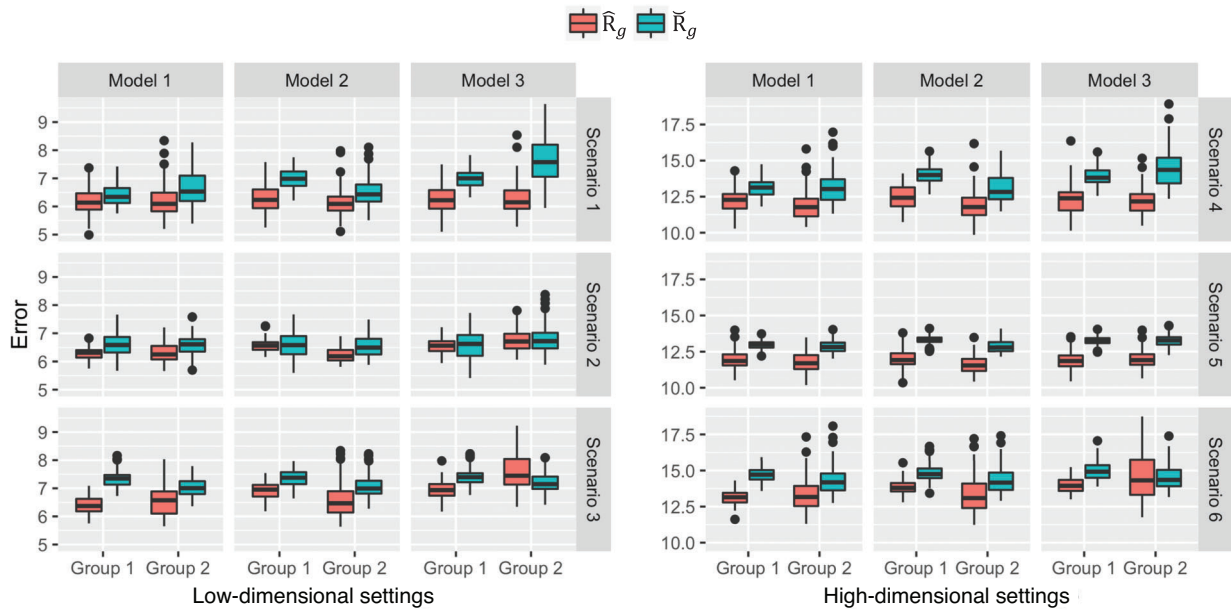 R̂g R̆g
Model 1 Model 2 Model 3
Model 1 Model 2 Model 3
Error
9
8
7
6
5
Scenario 1
9
8
7
6
5
Scenario 2
9
8
7
6
5
Scenario 3
Group 1 Group 2 Group 1 Group 2 Group 1 Group 2
Low-dimensional settings
17.5
15.0
12.5
10.0
Scenario 4
17.5
15.0
12.5
10.0
Scenario 5
17.5
15.0
12.5
10.0
Scenario 6
Group 1 Group 2 Group 1 Group 2 Group 1 Group 2
High-dimensional settings